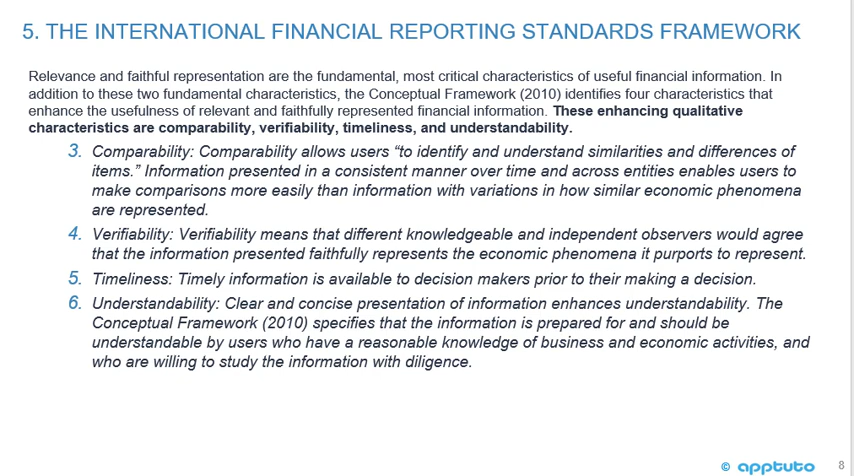 5. THE INTERNATIONAL FINANCIAL REPORTING STANDARDS FRAMEWORK
Relevance and faithful representation are the fundamental, most critical characteristics of useful financial information. In
addition to these two fundamental characteristics, the Conceptual Framework (2010) identifies four characteristics that
enhance the usefulness of relevant and faithfully represented financial information. These enhancing qualitative
characteristics are comparability, verifiability, timeliness, and understandability.
3. Comparability: Comparability allows users “to identify and understand similarities and differences of
items.” Information presented in a consistent manner over time and across entities enables users to
make comparisons more easily than information with variations in how similar economic phenomena
are represented.
4. Verifiability: Verifiability means that different knowledgeable and independent observers would agree
that the information presented faithfully represents the economic phenomena it purports to represent.
5. Timeliness: Timely information is available to decision makers prior to their making a decision.
6. Understandability: Clear and concise presentation of information enhances understandability. The
Conceptual Framework (2010) specifies that the information is prepared for and should be
understandable by users who have a reasonable knowledge of business and economic activities, and
who are willing to study the information with diligence.
© apptuto 8